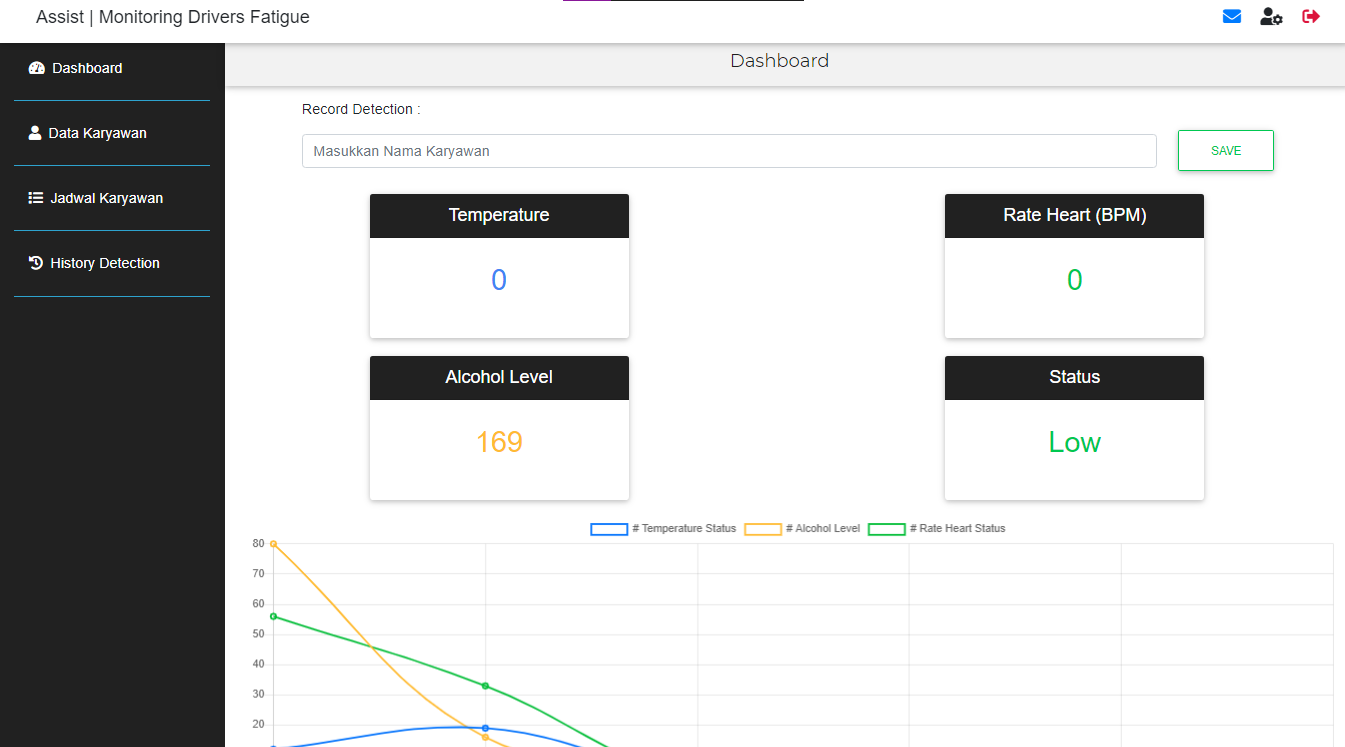 Assist | Monitoring Drivers Fatigue
Dashboard
Data Karyawan
Jadwal Karyawan
History Detection
Dashboard
Record Detection :
Masukkan Nama Karyawan
SAVE
Temperature
0
Rate Heart (BPM)
0
Alcohol Level
169
Status
Low
# Temperature Status # Alcohol Level # Rate Heart Status
80
70
60
50
40
30
20